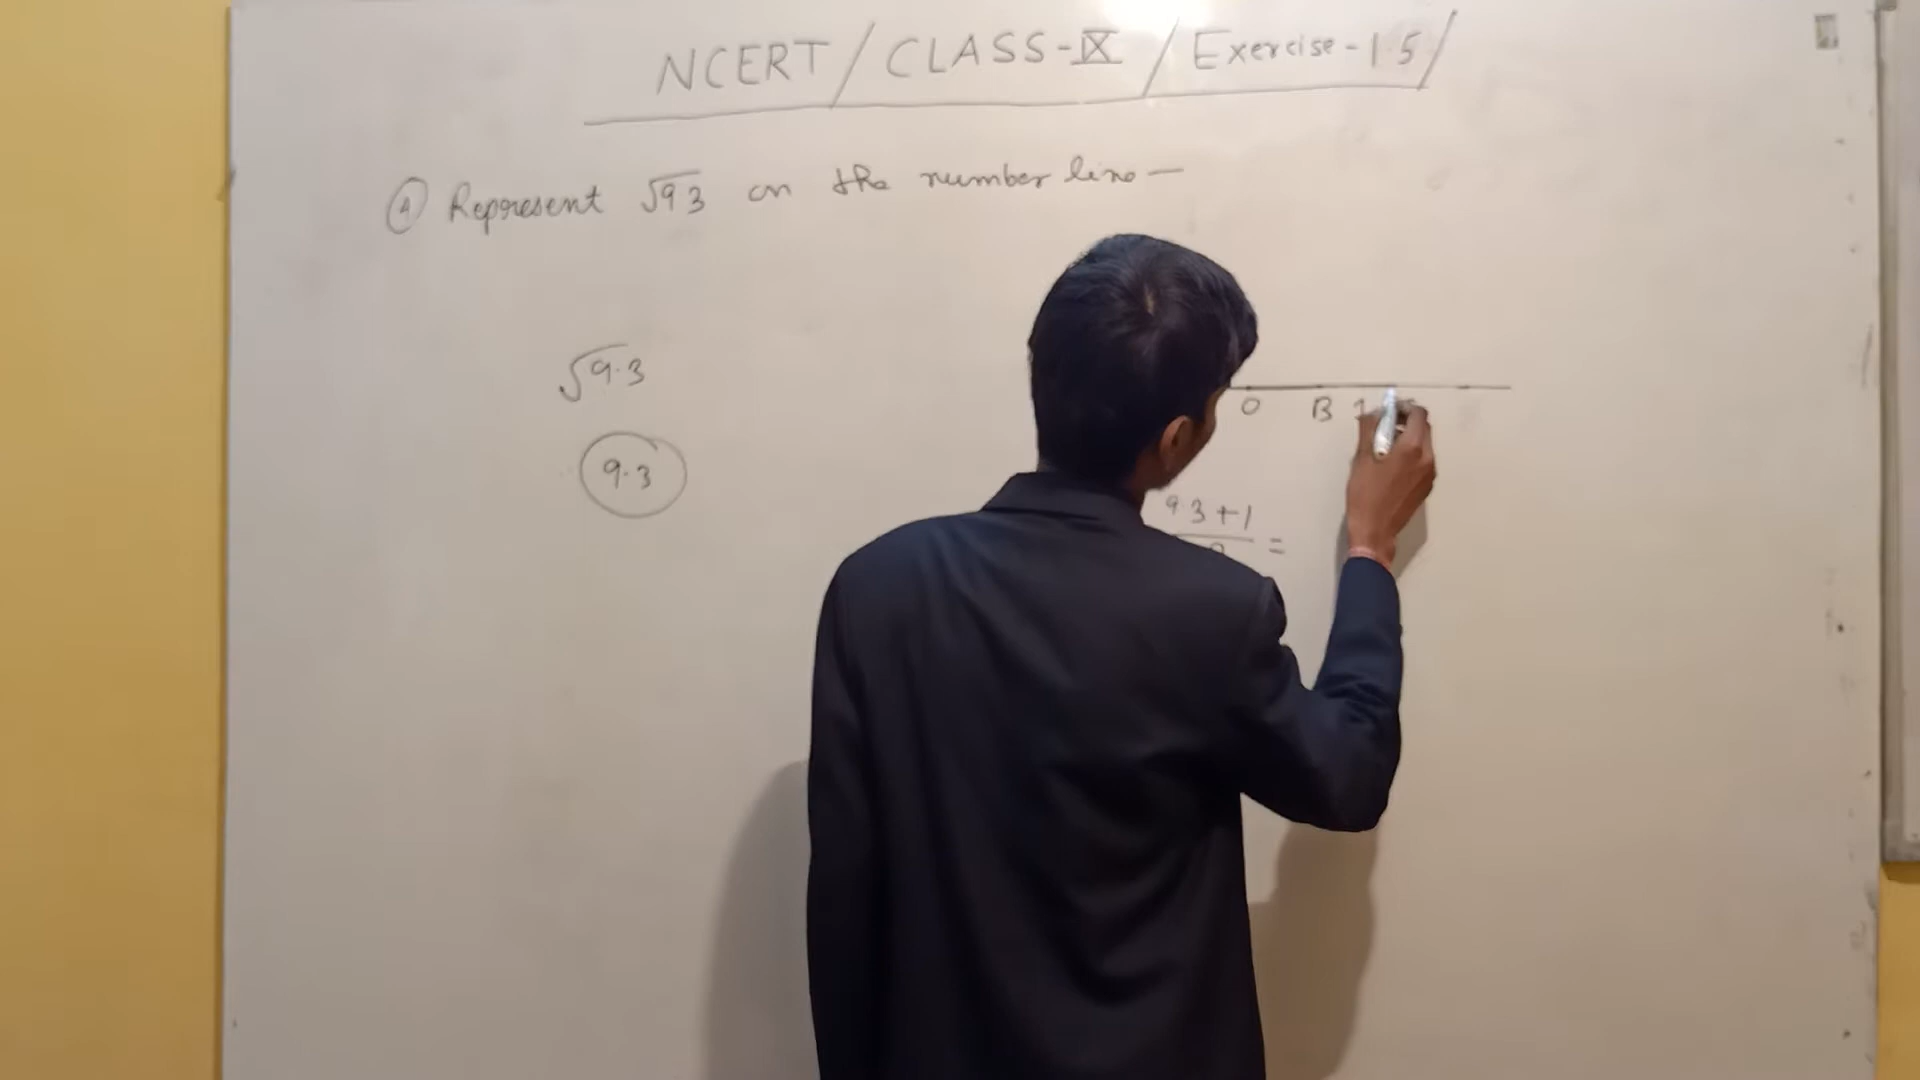 NCERT / CLASS-IX / Exercise-1.5 /
④ Represent √9.3 on the number line —
√9.3
O B 1
9.3
9.3+1
=